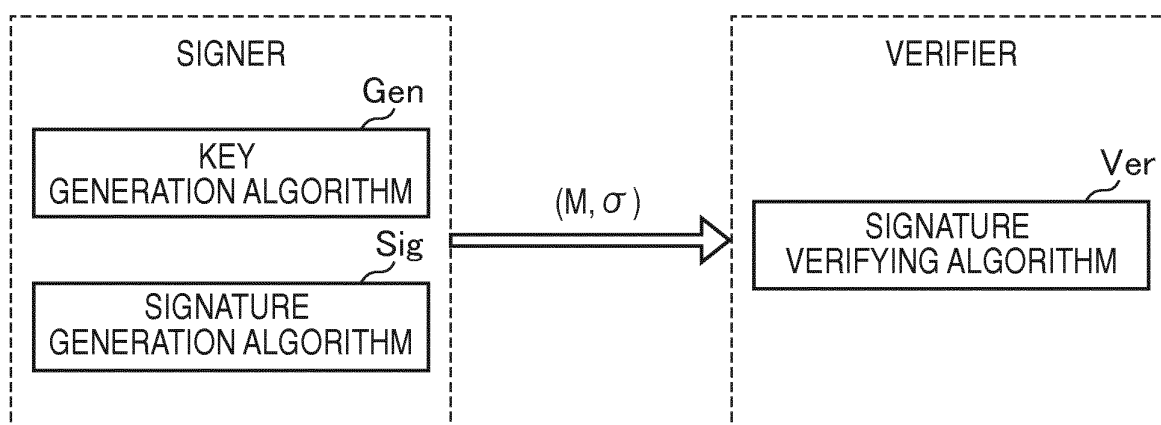 SIGNER
Gen
KEY
GENERATION ALGORITHM
Sig
SIGNATURE
GENERATION ALGORITHM
(M, σ)
VERIFIER
Ver
SIGNATURE
VERIFYING ALGORITHM